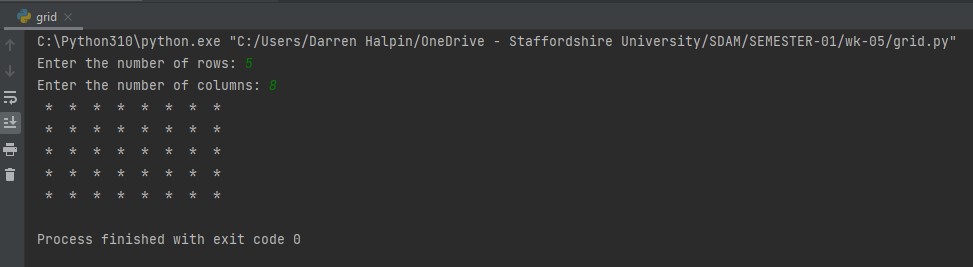 grid
C:\Python310\python.exe "C:/Users/Darren Halpin/OneDrive - Staffordshire University/SDAM/SEMESTER-01/wk-05/grid.py"
Enter the number of rows: 5
Enter the number of columns: 8
 *  *  *  *  *  *  *  *
 *  *  *  *  *  *  *  *
 *  *  *  *  *  *  *  *
 *  *  *  *  *  *  *  *
 *  *  *  *  *  *  *  *
Process finished with exit code 0